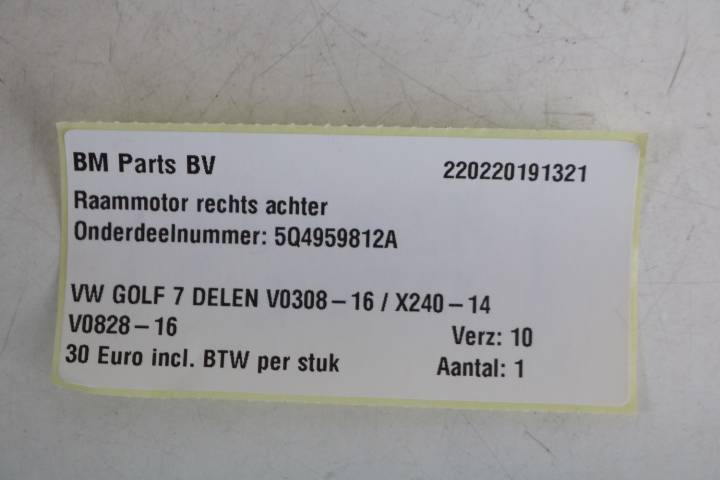 BM Parts BV 220220191321
Raammotor rechts achter
Onderdeelnummer: 5Q4959812A
VW GOLF 7 DELEN V0308-16 / X240-14
V0828-16 Verz: 10
30 Euro incl. BTW per stuk Aantal: 1